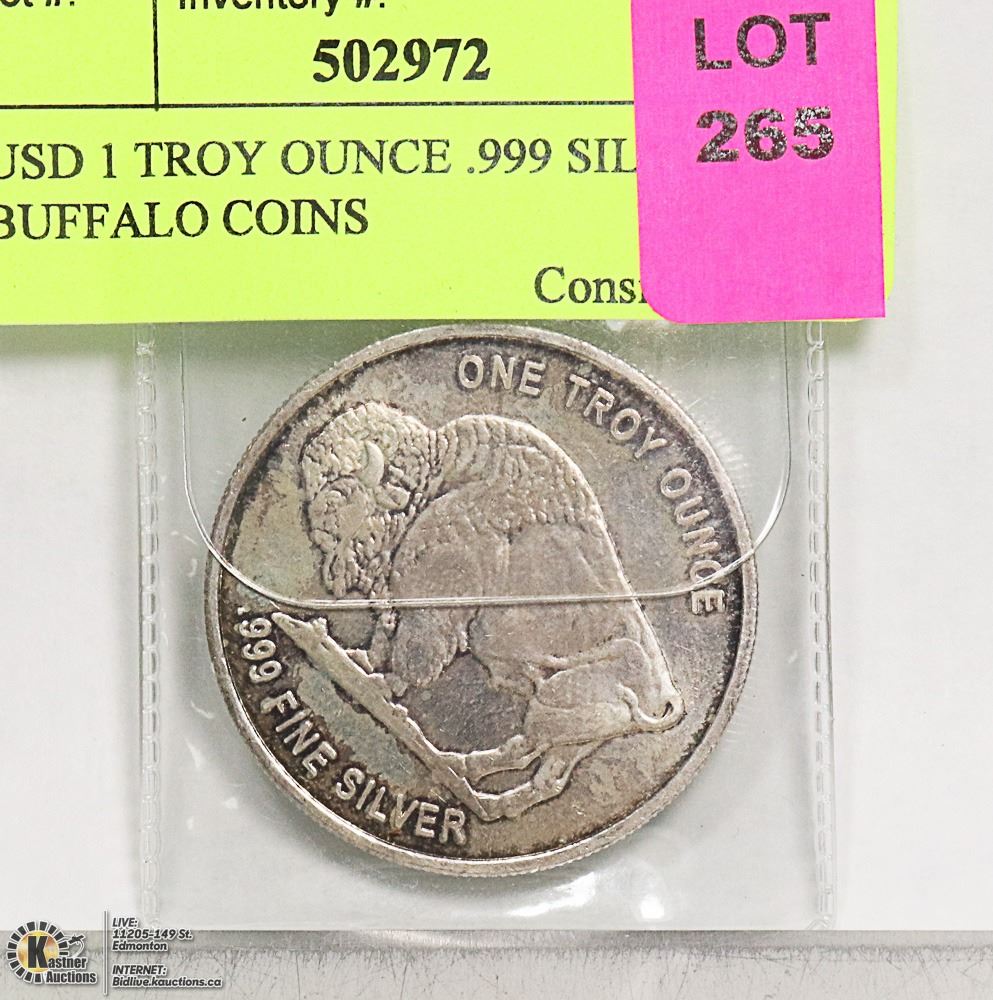 Inventory #:
502972
LOT
265
USD 1 TROY OUNCE .999 SIL
BUFFALO COINS
Consi
ONE TROY OUNCE
.999 FINE SILVER
Kastner
Auctions
LIVE:
11205-149 St.
Edmonton
INTERNET:
Bidlive.kauctions.ca